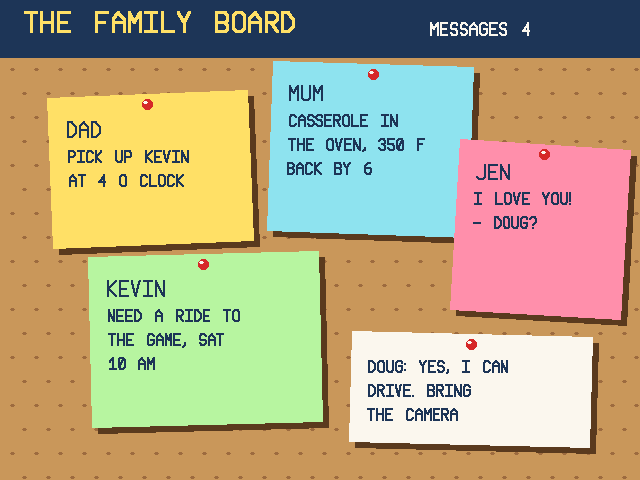 THE FAMILY BOARD
MESSAGES 4
DAD
PICK UP KEVIN
AT 4 O CLOCK
MUM
CASSEROLE IN
THE OVEN, 350 F
BACK BY 6
JEN
I LOVE YOU!
- DOUG?
KEVIN
NEED A RIDE TO
THE GAME, SAT
10 AM
DOUG: YES, I CAN
DRIVE. BRING
THE CAMERA